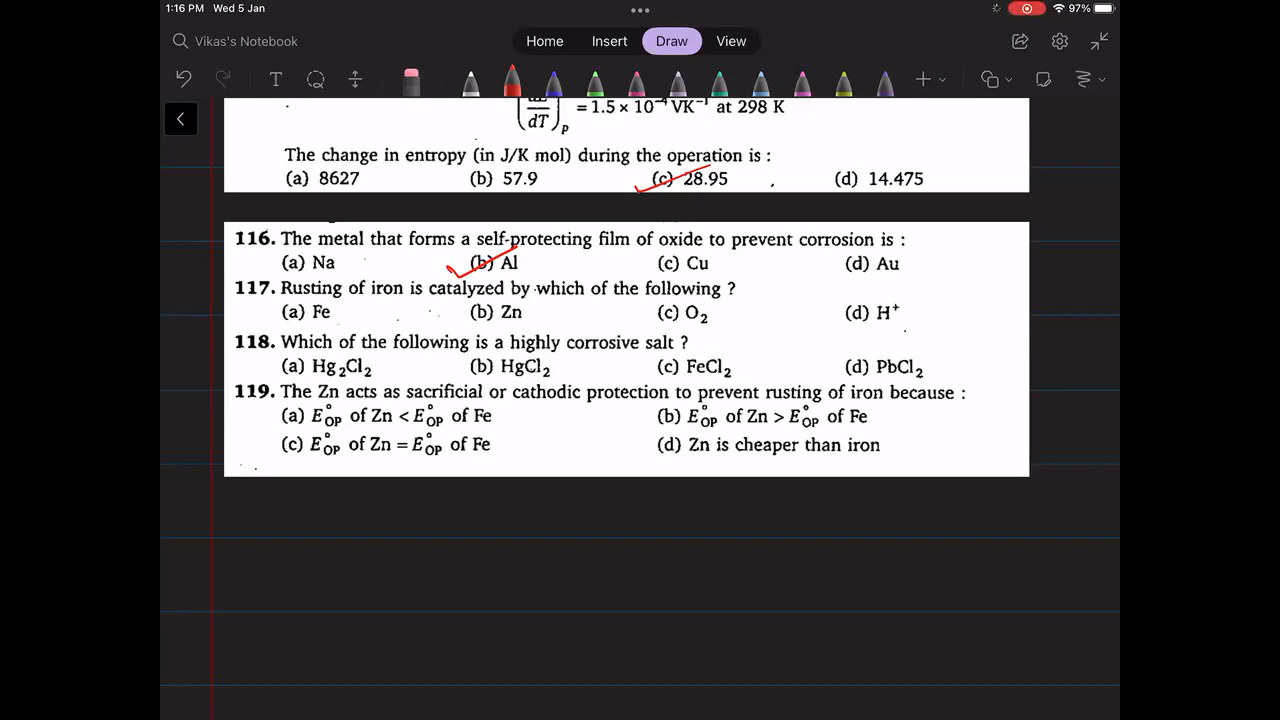 1:16 PM Wed 5 Jan
97%
Vikas's Notebook
Home Insert Draw View
dT p = 1.5 × 10⁻⁴ VK⁻¹ at 298 K
The change in entropy (in J/K mol) during the operation is :
(a) 8627 (b) 57.9 (c) 28.95 (d) 14.475
116. The metal that forms a self-protecting film of oxide to prevent corrosion is :
(a) Na (b) Al (c) Cu (d) Au
117. Rusting of iron is catalyzed by which of the following ?
(a) Fe (b) Zn (c) O₂ (d) H⁺
118. Which of the following is a highly corrosive salt ?
(a) Hg₂Cl₂ (b) HgCl₂ (c) FeCl₂ (d) PbCl₂
119. The Zn acts as sacrificial or cathodic protection to prevent rusting of iron because :
(a) E°OP of Zn < E°OP of Fe (b) E°OP of Zn > E°OP of Fe
(c) E°OP of Zn = E°OP of Fe (d) Zn is cheaper than iron